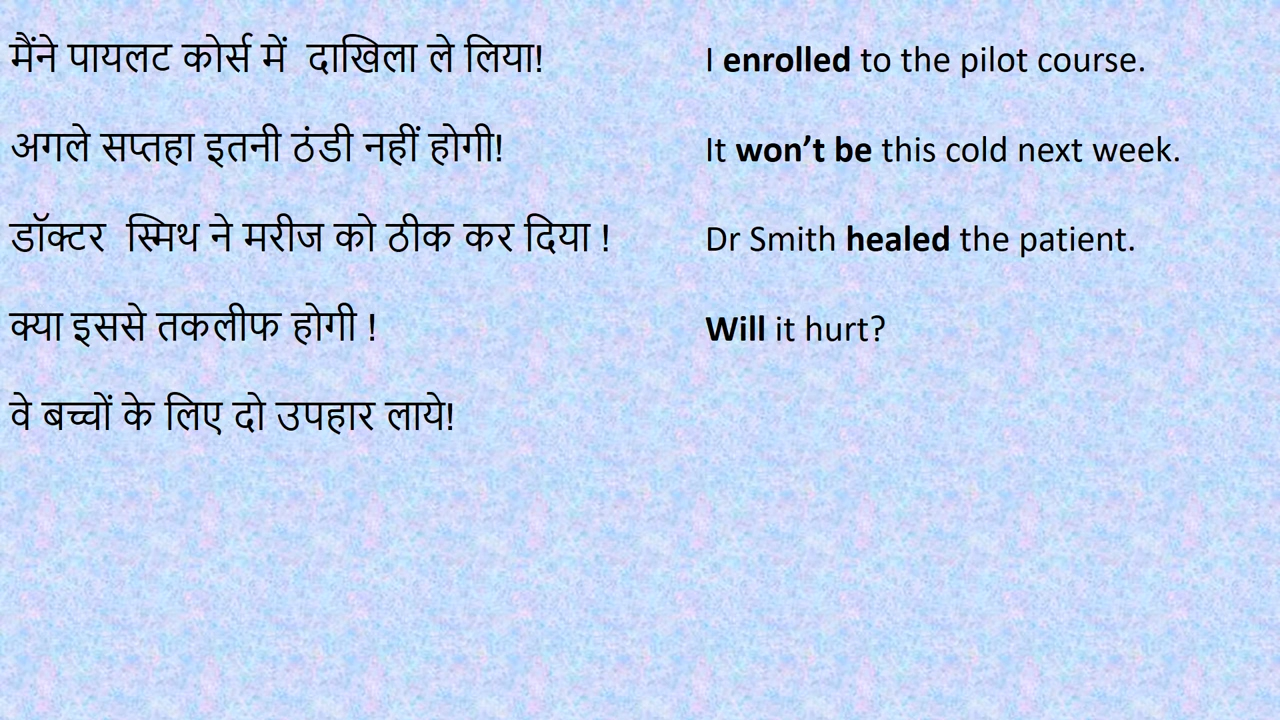 मैंने पायलट कोर्स में  दाखिला ले लिया! I enrolled to the pilot course.
अगले सप्तहा इतनी ठंडी नहीं होगी! It won’t be this cold next week.
डॉक्टर  स्मिथ ने मरीज को ठीक कर दिया ! Dr Smith healed the patient.
क्या इससे तकलीफ होगी ! Will it hurt?
वे बच्चों के लिए दो उपहार लाये!